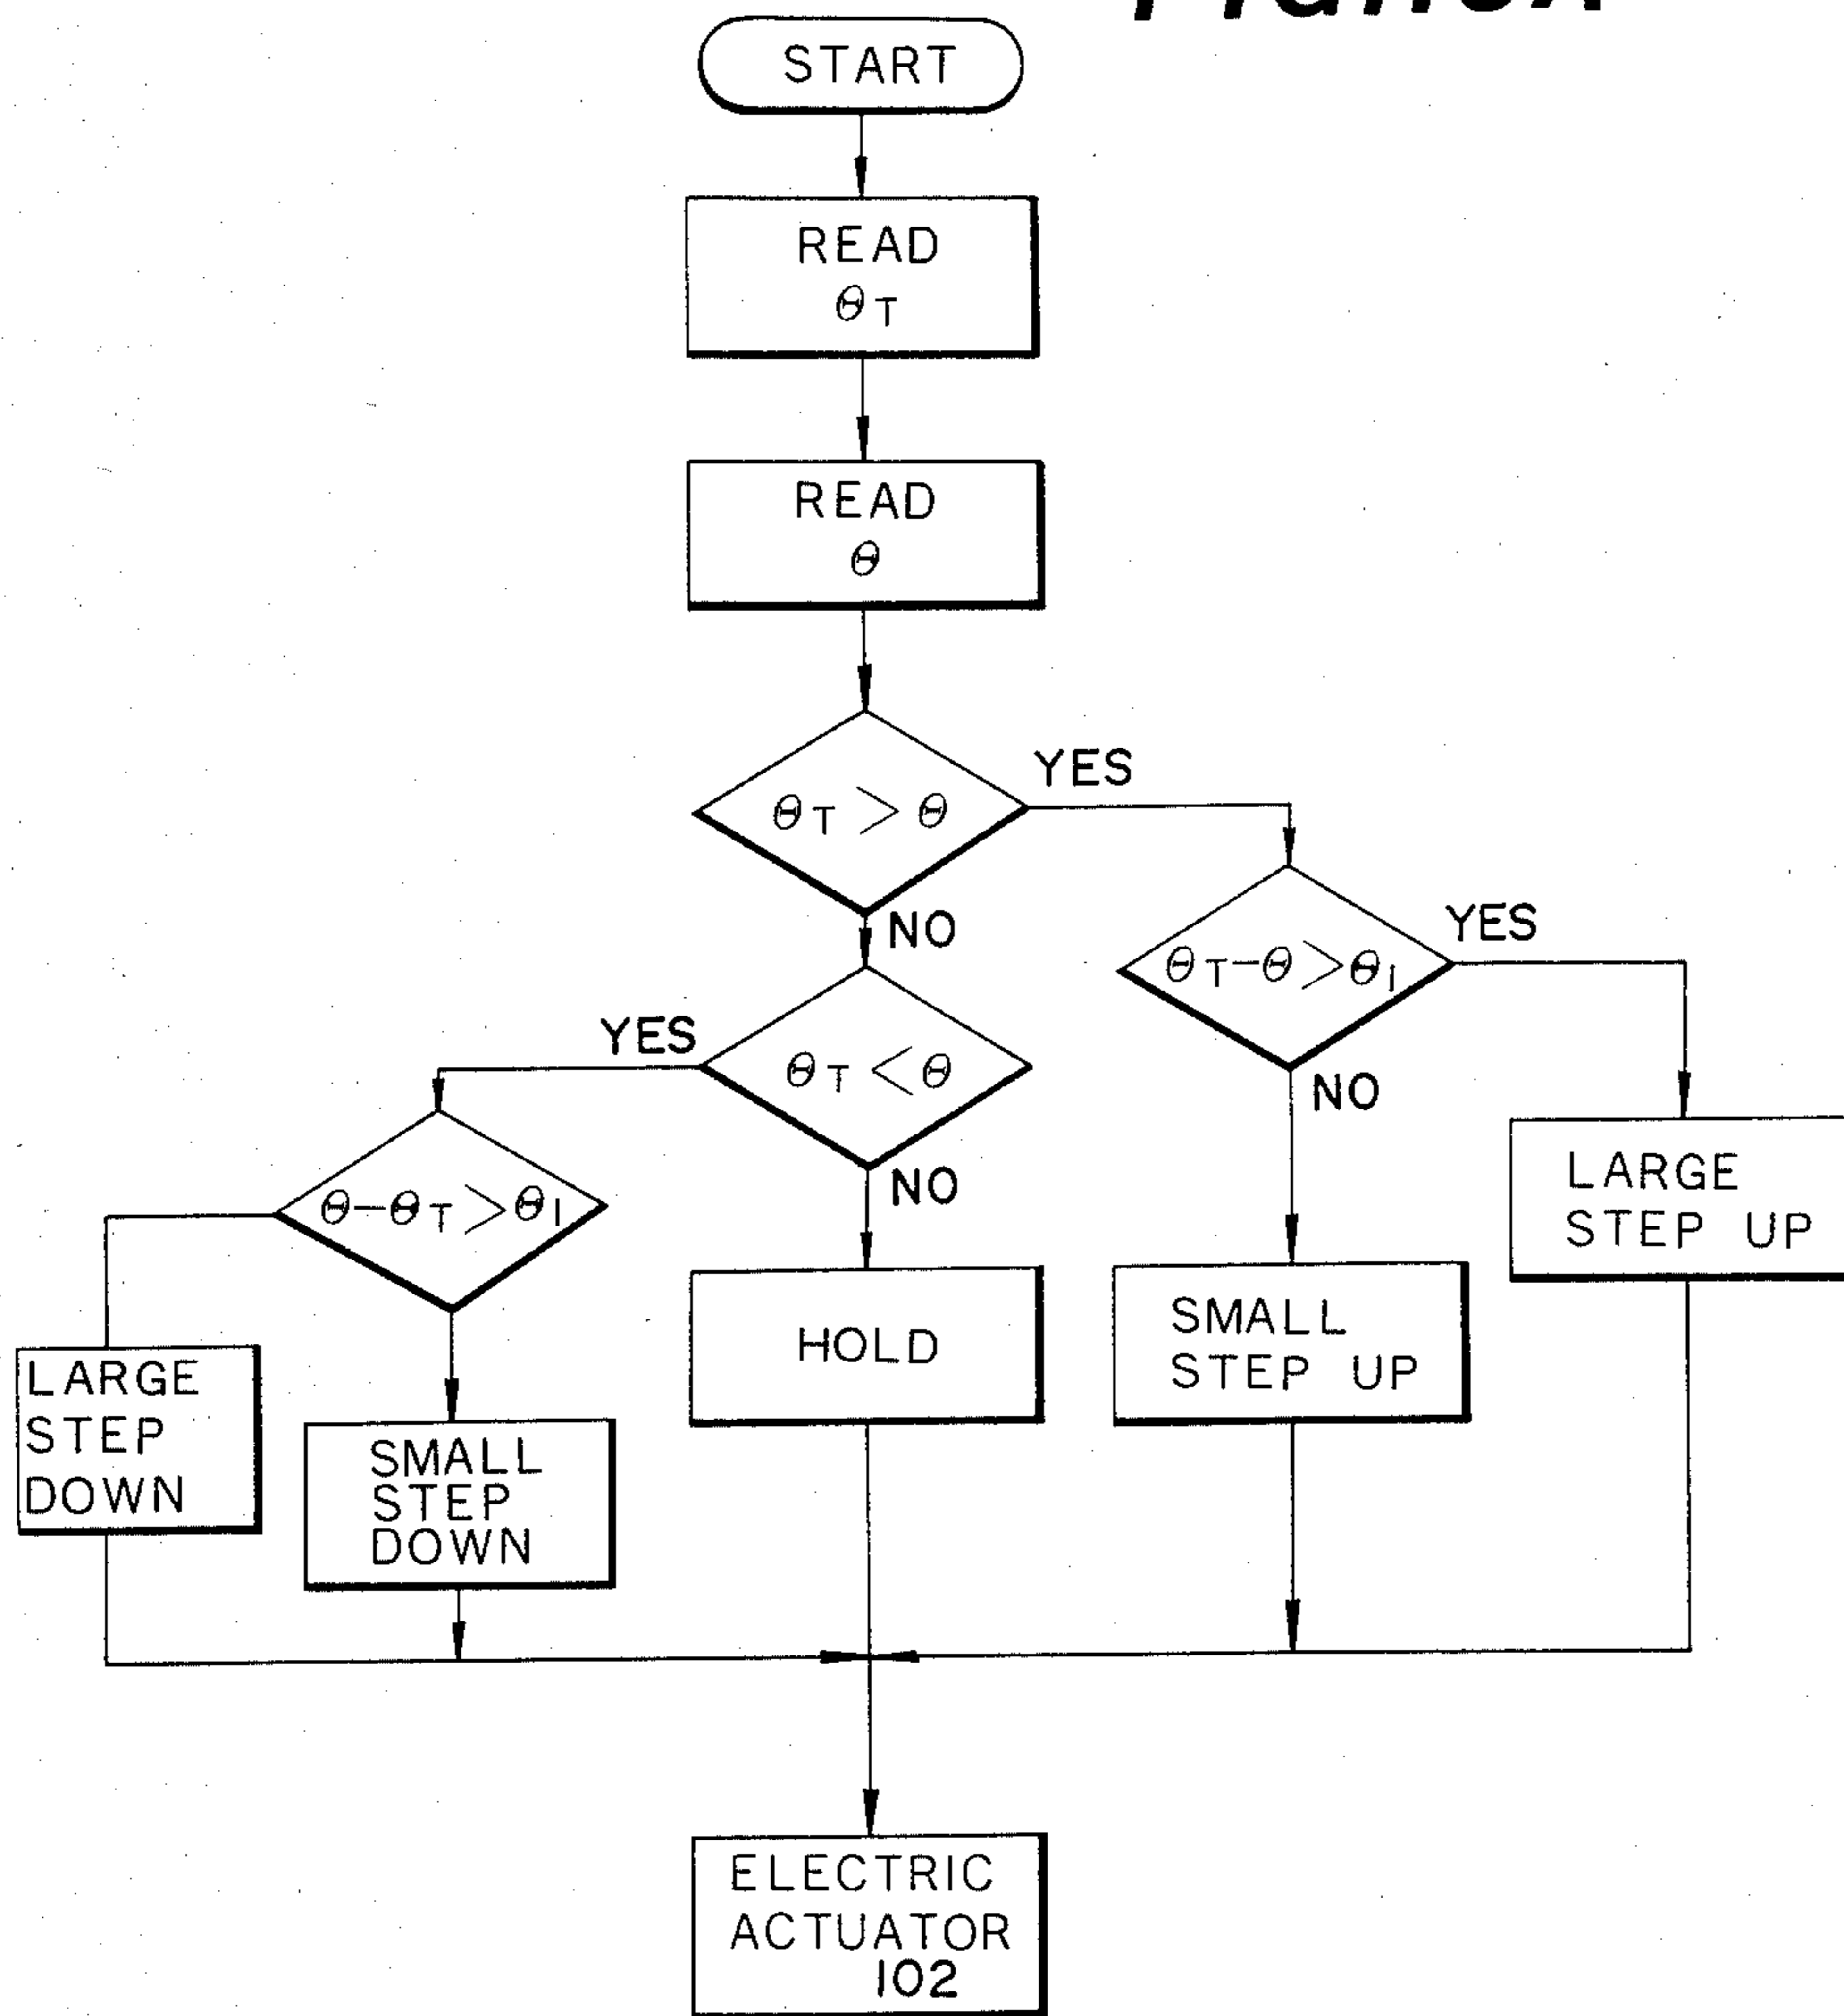 START
READ
θT
READ
θ
θT > θ
YES
NO
θT-θ>θ1
YES
NO
YES
θT<θ
NO
θ-θT>θ1
LARGE
STEP UP
SMALL
STEP UP
HOLD
LARGE
STEP
DOWN
SMALL
STEP
DOWN
ELECTRIC
ACTUATOR
102